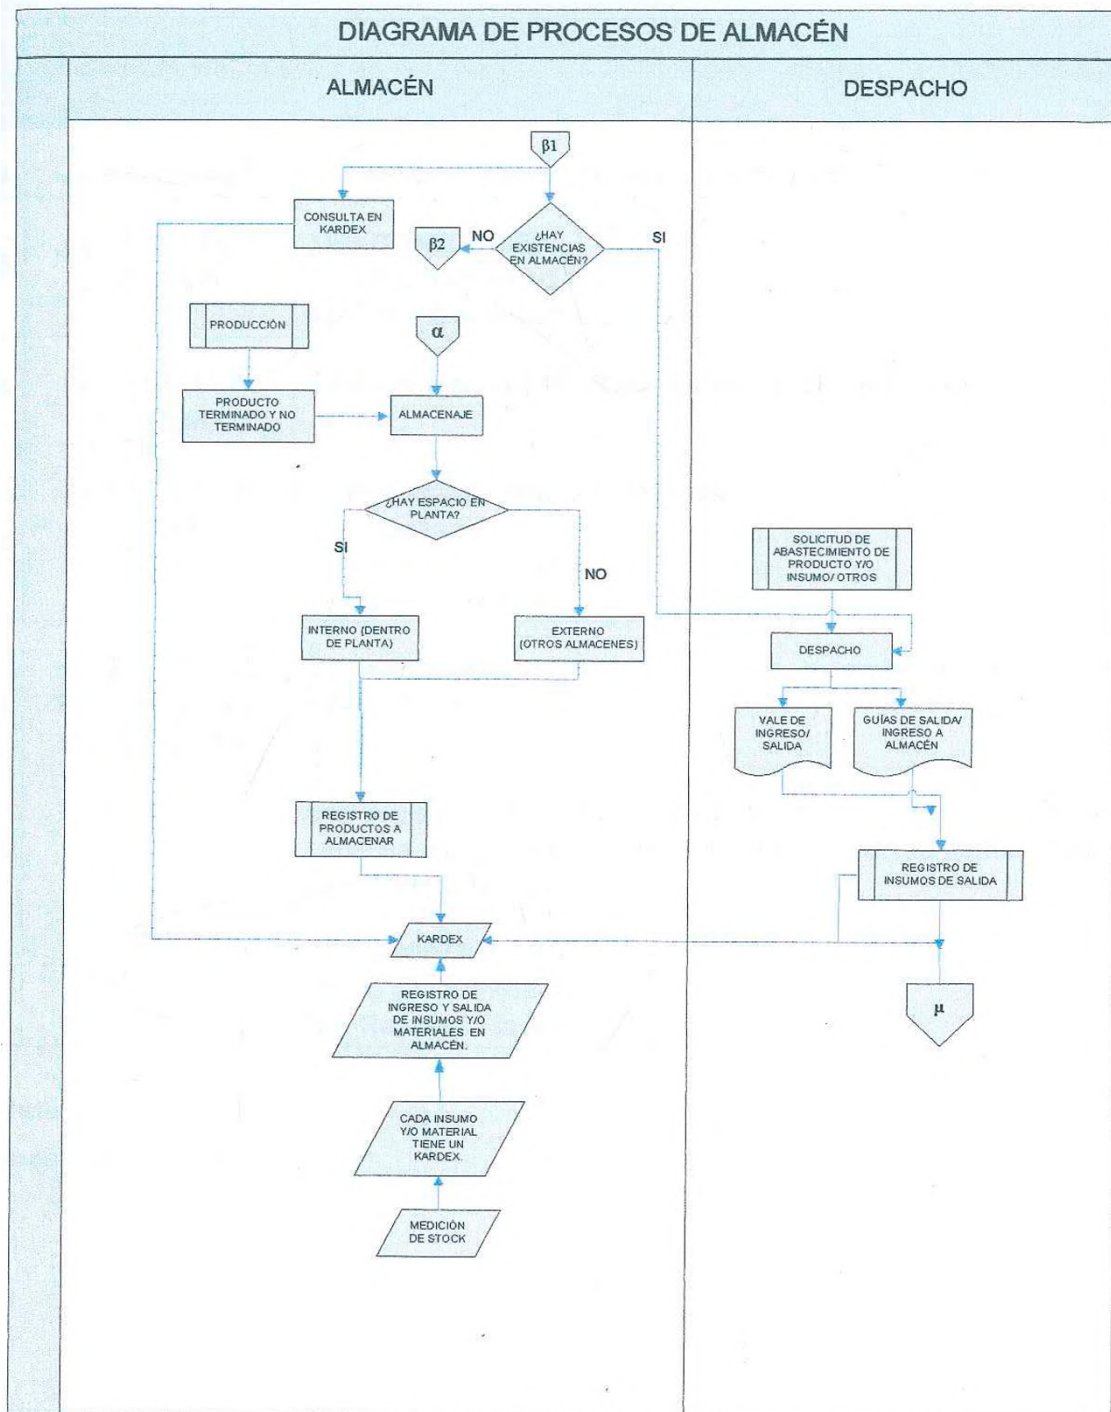 DIAGRAMA DE PROCESOS DE ALMACÉN
ALMACÉN
DESPACHO
β1
CONSULTA EN
KARDEX
β2
NO
¿HAY
EXISTENCIAS
EN ALMACÉN?
SI
PRODUCCIÓN
α
PRODUCTO
TERMINADO Y NO
TERMINADO
ALMACENAJE
¿HAY ESPACIO EN
PLANTA?
SI
NO
INTERNO (DENTRO
DE PLANTA)
EXTERNO
(OTROS ALMACENES)
SOLICITUD DE
ABASTECIMIENTO DE
PRODUCTO Y/O
INSUMO/ OTROS
DESPACHO
VALE DE
INGRESO/
SALIDA
GUÍAS DE SALIDA/
INGRESO A
ALMACÉN
REGISTRO DE
PRODUCTOS A
ALMACENAR
REGISTRO DE
INSUMOS DE SALIDA
KARDEX
REGISTRO DE
INGRESO Y SALIDA
DE INSUMOS Y/O
MATERIALES EN
ALMACÉN.
μ
CADA INSUMO
Y/O MATERIAL
TIENE UN
KARDEX.
MEDICIÓN
DE STOCK